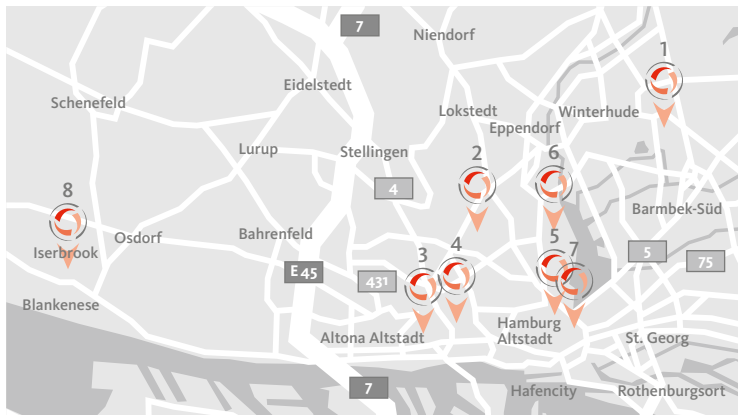 7
Niendorf
1
Eidelstedt
Schenefeld
Lokstedt
Winterhude
Eppendorf
Lurup
Stellingen
2
6
4
8
Barmbek-Süd
Bahrenfeld
Osdorf
5
7
3
4
Iserbrook
5
75
E 45
431
Blankenese
Hamburg
Altstadt
Altona Altstadt
St. Georg
7
Hafencity
Rothenburgsort